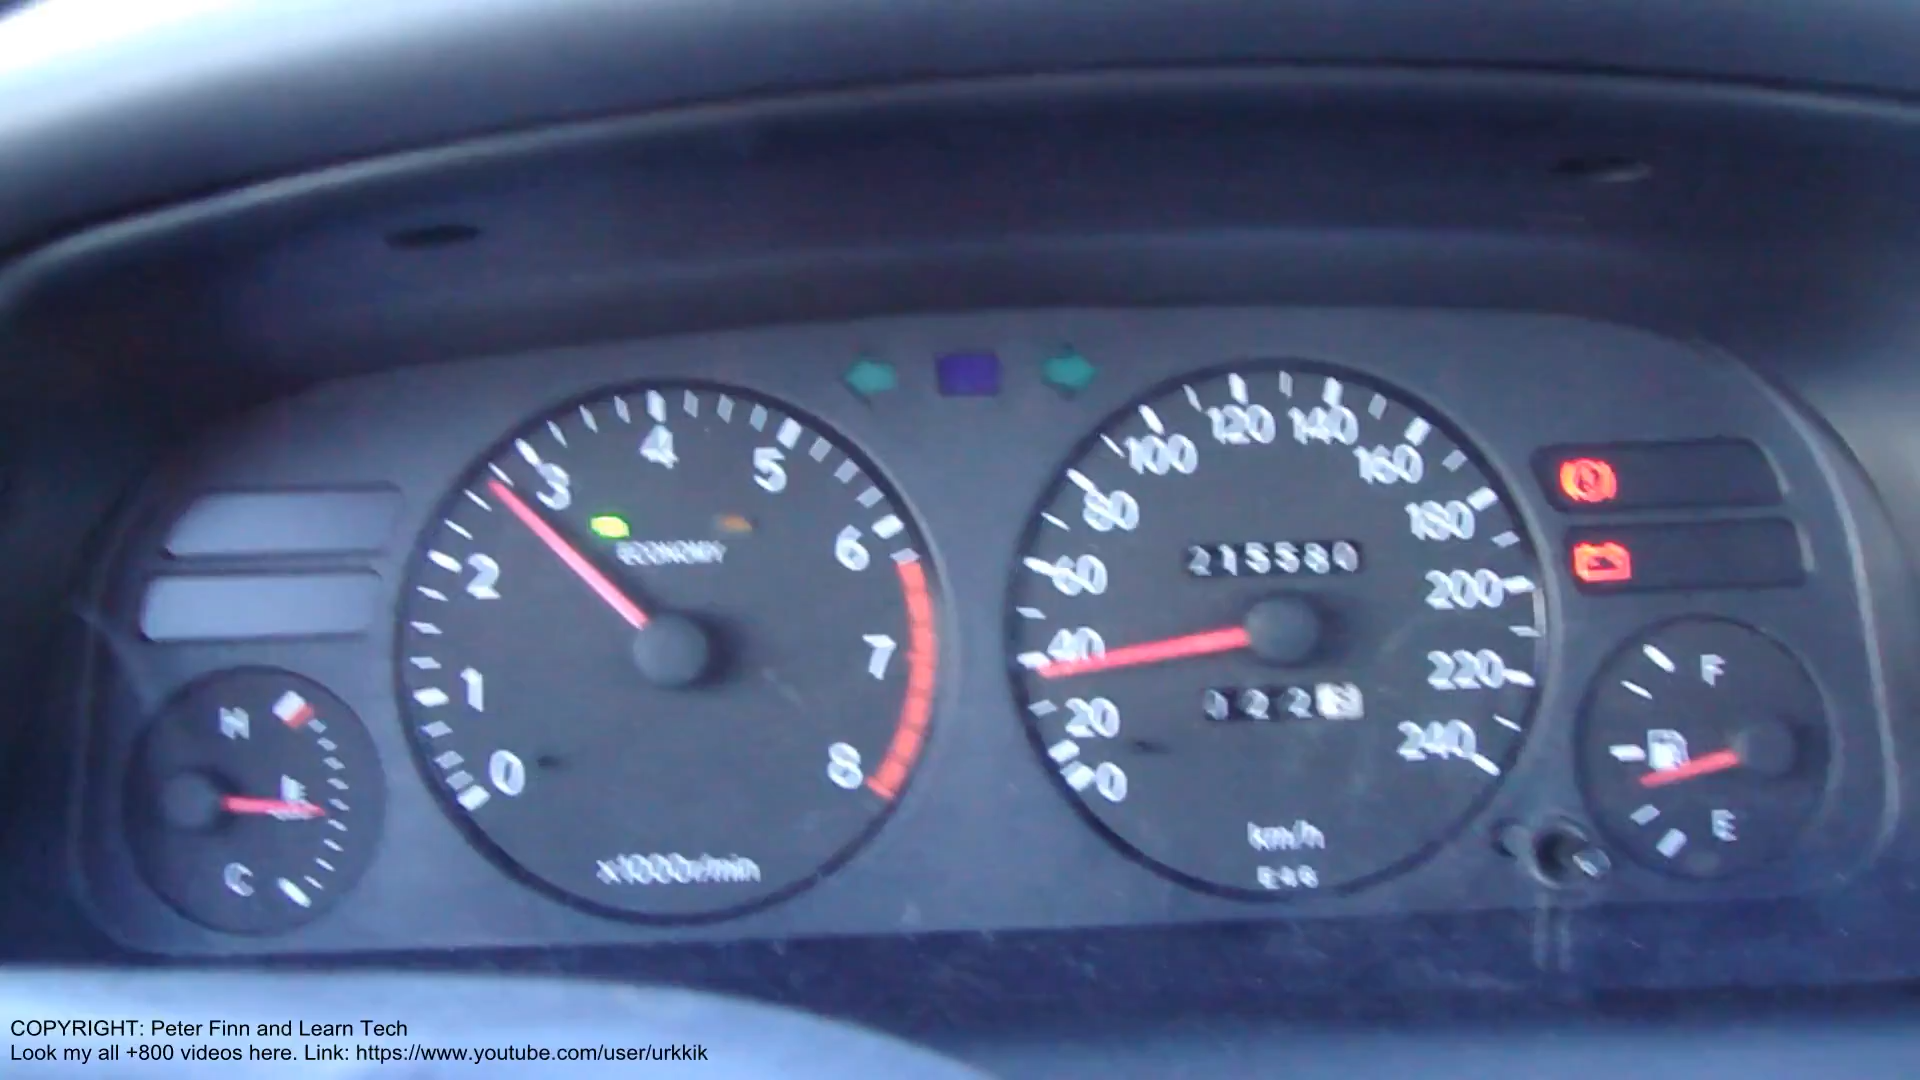 4
3
5
ECONOMY
2
6
1
7
0
8
x1000r/min
H
C
120
140
100
160
80
180
215580
60
200
40
220
20
240
0
km/h
F
E
COPYRIGHT: Peter Finn and Learn Tech
Look my all +800 videos here. Link: https://www.youtube.com/user/urkkik